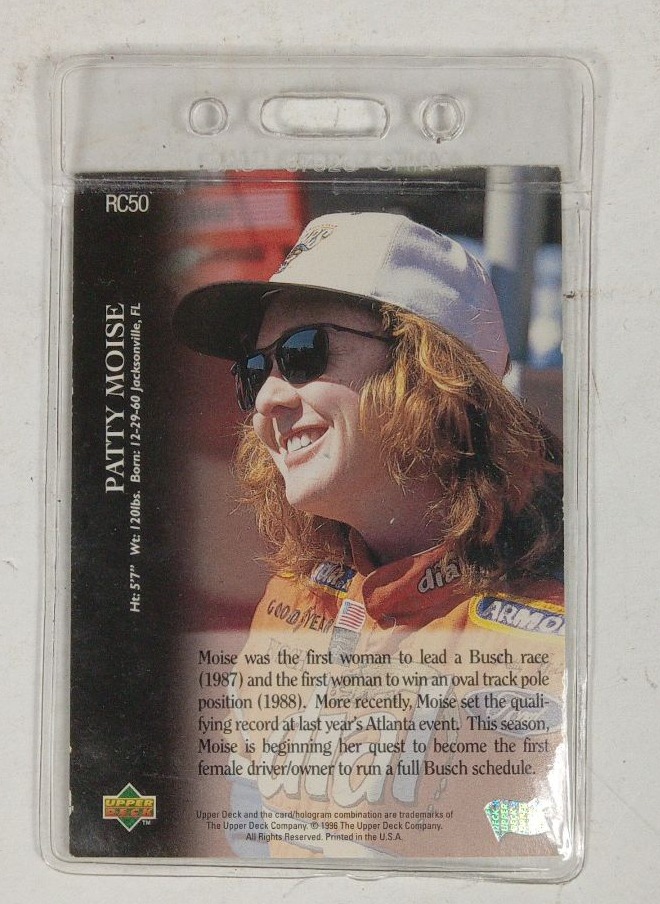 RC50
PATTY MOISE
Ht: 5'7" Wt: 120lbs. Born: 12-29-60 Jacksonville, FL
dial
ARMO
GOODYEAR
Moise was the first woman to lead a Busch race
(1987) and the first woman to win an oval track pole
position (1988). More recently, Moise set the quali-
fying record at last year's Atlanta event. This season,
Moise is beginning her quest to become the first
female driver/owner to run a full Busch schedule.
dial
UPPER
DECK
TM
Upper Deck and the card/hologram combination are trademarks of
The Upper Deck Company. © 1996 The Upper Deck Company.
All Rights Reserved. Printed in the U.S.A.